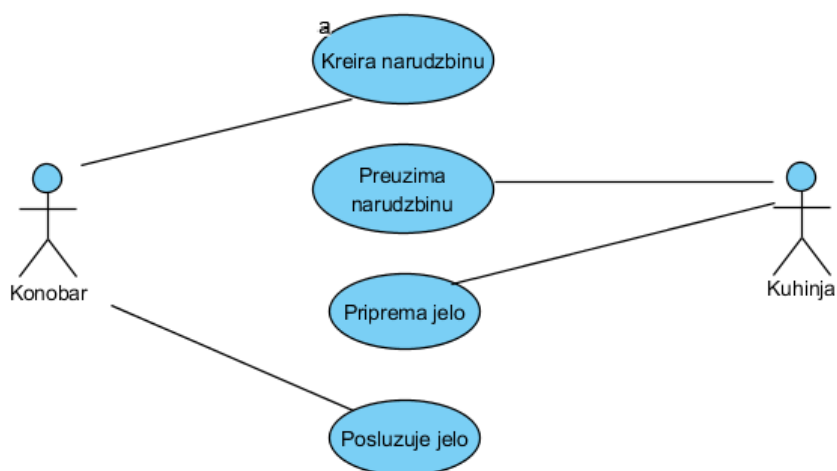 a
Kreira narudzbinu
Preuzima
narudzbinu
Konobar
Kuhinja
Priprema jelo
Posluzuje jelo